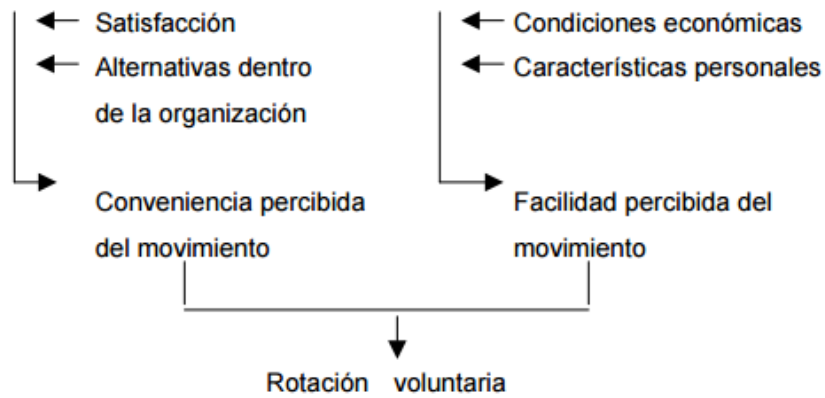 Satisfacción
Alternativas dentro
de la organización
Conveniencia percibida
del movimiento
Condiciones económicas
Características personales
Facilidad percibida del
movimiento
Rotación voluntaria